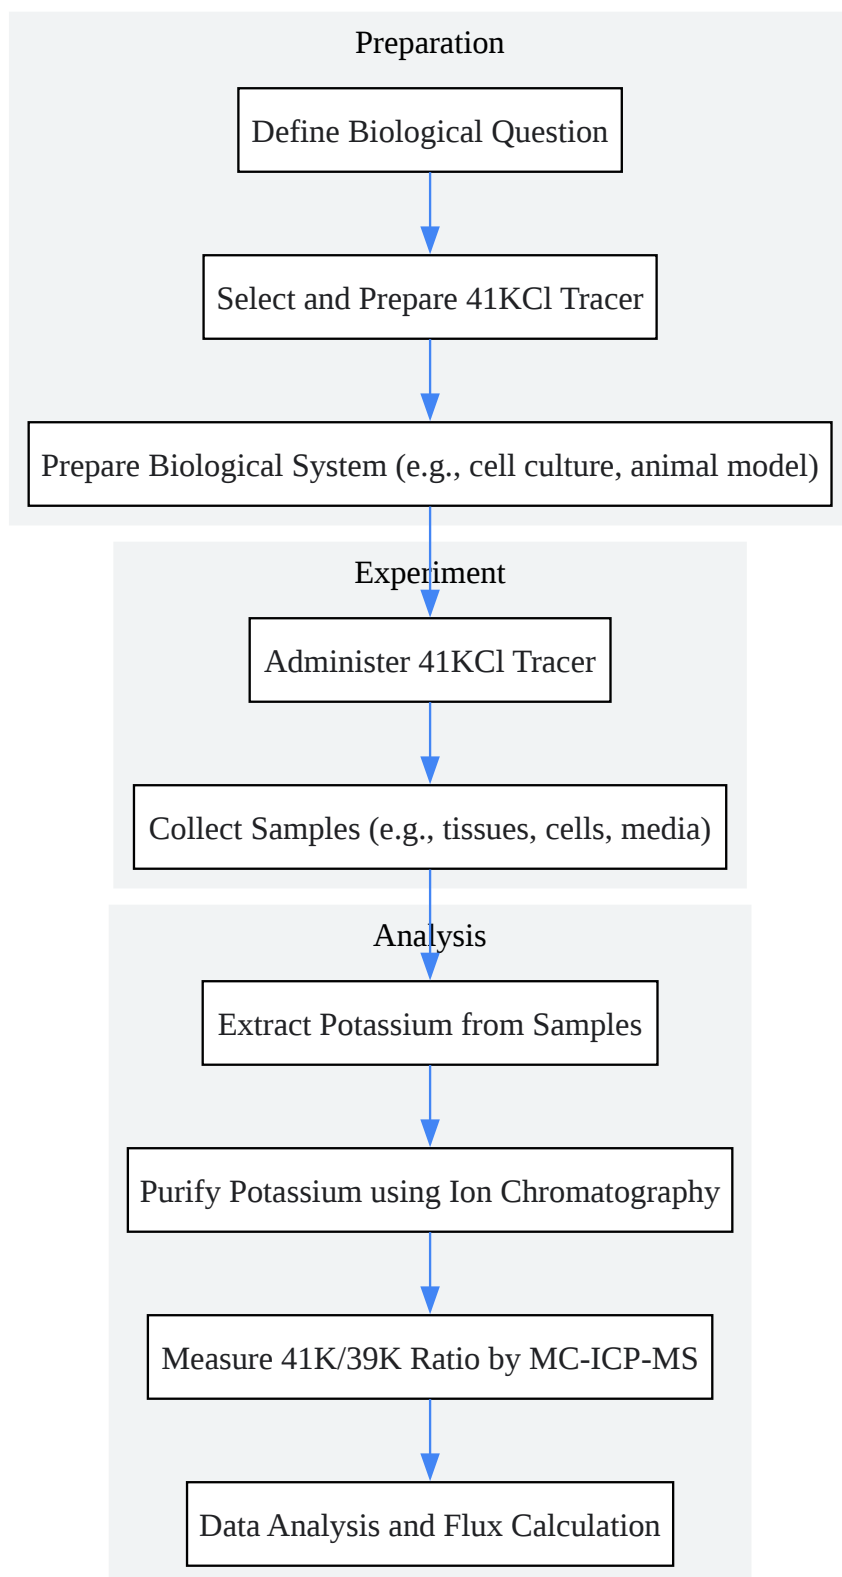 Preparation
Define Biological Question
Select and Prepare 41KCl Tracer
Prepare Biological System (e.g., cell culture, animal model)
Experiment
Administer 41KCl Tracer
Collect Samples (e.g., tissues, cells, media)
Analysis
Extract Potassium from Samples
Purify Potassium using Ion Chromatography
Measure 41K/39K Ratio by MC-ICP-MS
Data Analysis and Flux Calculation